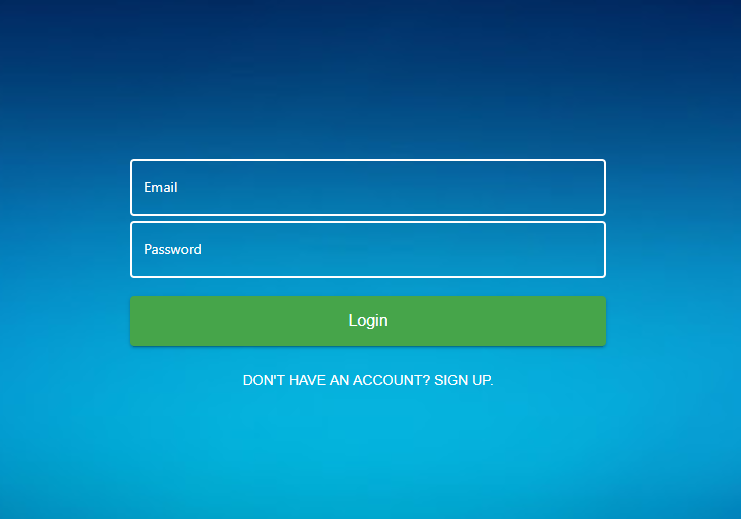 Email
Password
Login
DON'T HAVE AN ACCOUNT? SIGN UP.